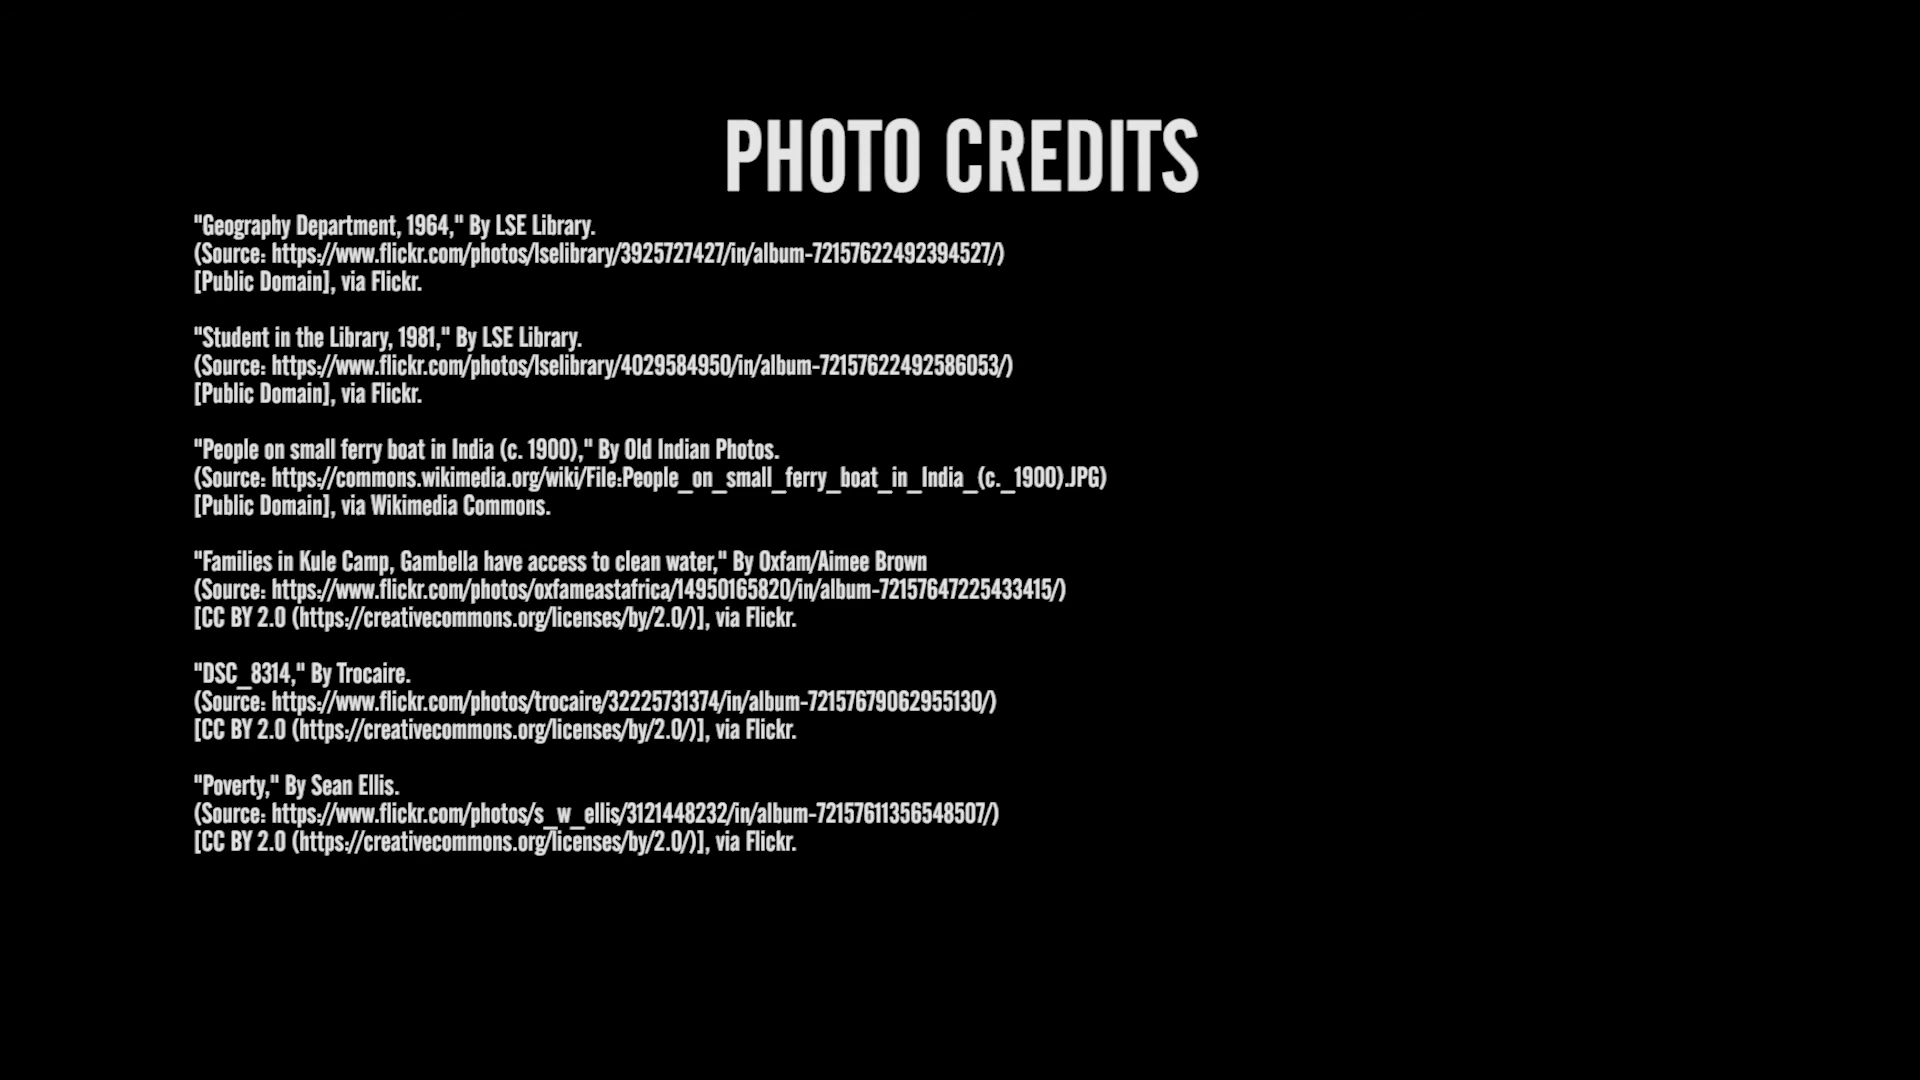 PHOTO CREDITS
"Geography Department, 1964," By LSE Library.
(Source: https://www.flickr.com/photos/lselibrary/3925727427/in/album-72157622492394527/)
[Public Domain], via Flickr.
"Student in the Library, 1981," By LSE Library.
(Source: https://www.flickr.com/photos/lselibrary/4029584950/in/album-72157622492586053/)
[Public Domain], via Flickr.
"People on small ferry boat in India (c. 1900)," By Old Indian Photos.
(Source: https://commons.wikimedia.org/wiki/File:People_on_small_ferry_boat_in_India_(c._1900).JPG)
[Public Domain], via Wikimedia Commons.
"Families in Kule Camp, Gambella have access to clean water," By Oxfam/Aimee Brown
(Source: https://www.flickr.com/photos/oxfameastafrica/14950165820/in/album-72157647225433415/)
[CC BY 2.0 (https://creativecommons.org/licenses/by/2.0/)], via Flickr.
"DSC_8314," By Trocaire.
(Source: https://www.flickr.com/photos/trocaire/32225731374/in/album-72157679062955130/)
[CC BY 2.0 (https://creativecommons.org/licenses/by/2.0/)], via Flickr.
"Poverty," By Sean Ellis.
(Source: https://www.flickr.com/photos/s_w_ellis/3121448232/in/album-72157611356548507/)
[CC BY 2.0 (https://creativecommons.org/licenses/by/2.0/)], via Flickr.